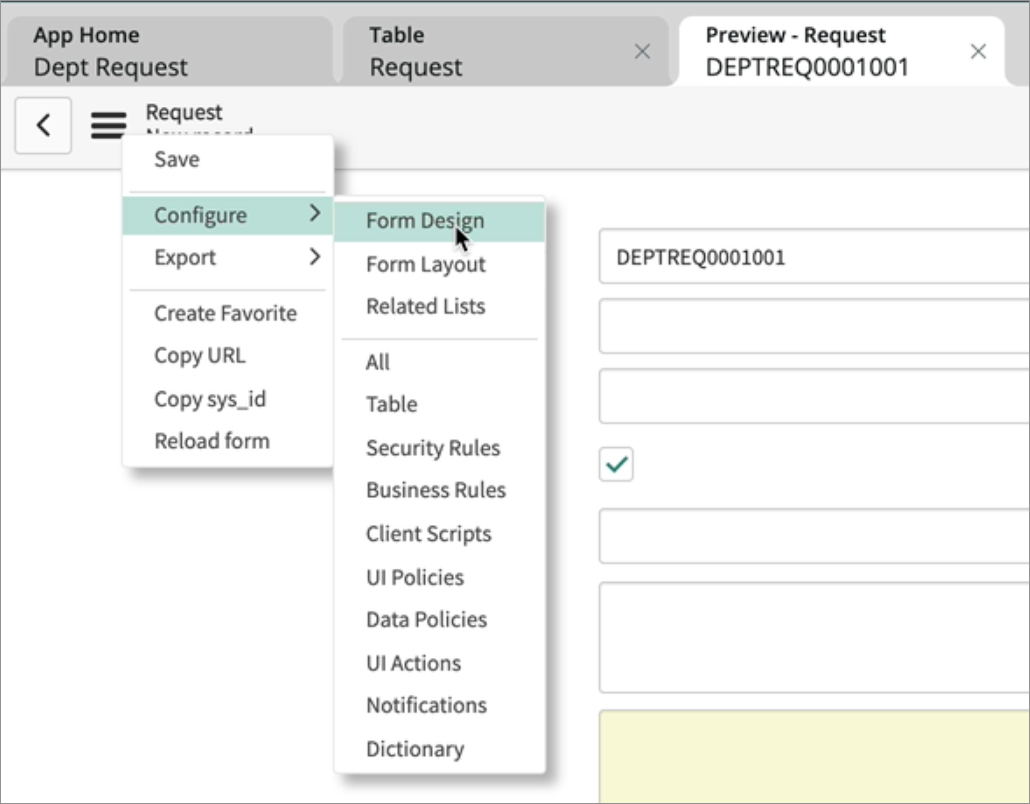 App Home
Dept Request
Table
Request
Preview - Request
DEPTREQ0001001
Request
Save
Configure
Export
Create Favorite
Copy URL
Copy sys_id
Reload form
Form Design
Form Layout
Related Lists
All
Table
Security Rules
Business Rules
Client Scripts
UI Policies
Data Policies
UI Actions
Notifications
Dictionary
DEPTREQ0001001